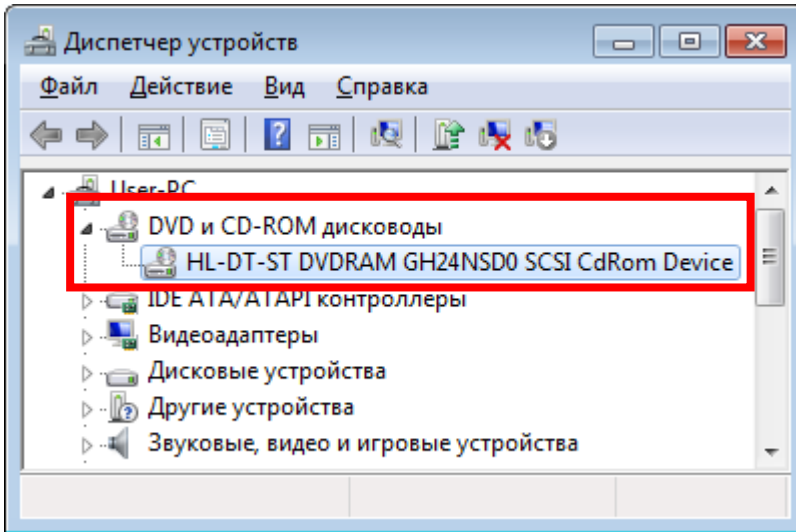 Диспетчер устройств
Файл Действие Вид Справка
User-PC
DVD и CD-ROM дисководы
HL-DT-ST DVDRAM GH24NSD0 SCSI CdRom Device
IDE ATA/ATAPI контроллеры
Видеоадаптеры
Дисковые устройства
Другие устройства
Звуковые, видео и игровые устройства